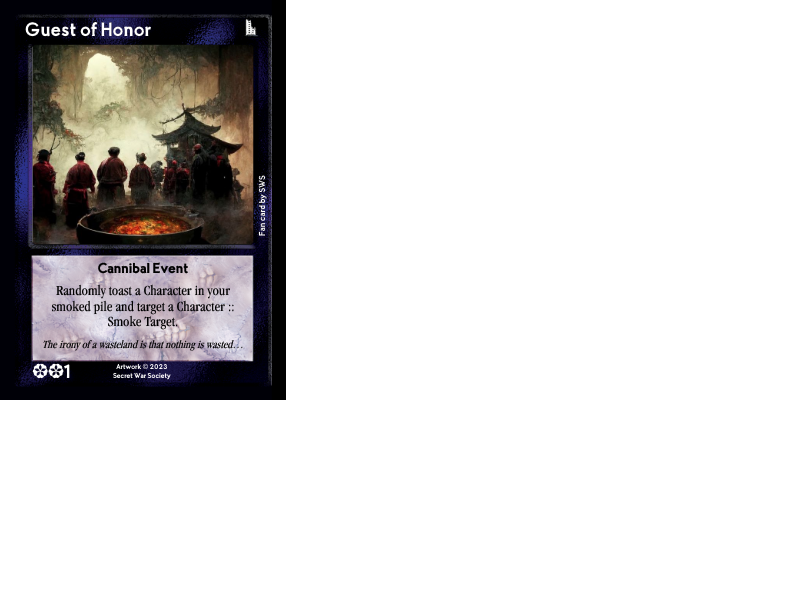 Guest of Honor
Fan card by SWS
Cannibal Event
Randomly toast a Character in your
smoked pile and target a Character ::
Smoke Target.
The irony of a wasteland is that nothing is wasted…
1
Artwork © 2023
Secret War Society